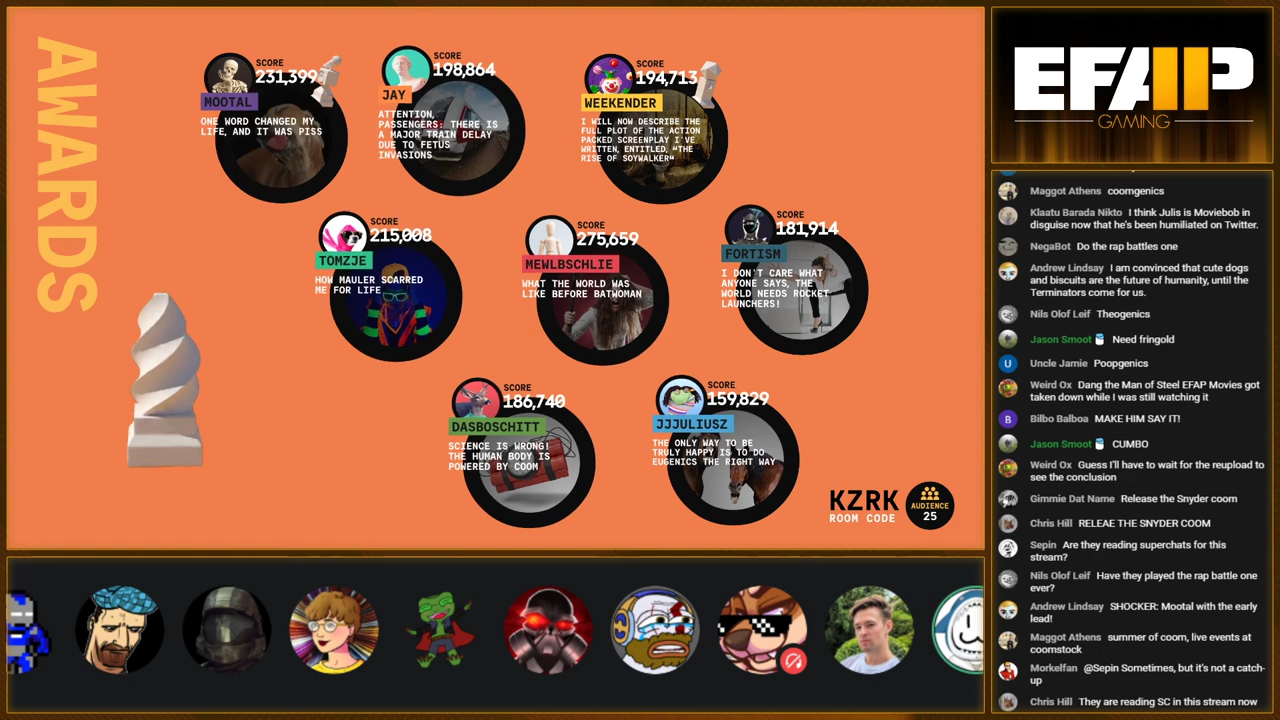 AWARDS
SCORE
231,399
MOOTAL
ONE WORD CHANGED MY
LIFE, AND IT WAS PISS
SCORE
198,864
JAY
ATTENTION,
PASSENGERS: THERE IS
A MAJOR TRAIN DELAY
DUE TO FETUS
INVASIONS
SCORE
194,713
WEEKENDER
I WILL NOW DESCRIBE THE
FULL PLOT OF THE ACTION
PACKED SCREENPLAY I'VE
WRITTEN, ENTITLED, "THE
RISE OF SOYWALKER"
SCORE
215,008
TOMZJE
HOW MAULER SCARRED
ME FOR LIFE
SCORE
275,659
MEWLBSCHLIE
WHAT THE WORLD WAS
LIKE BEFORE BATWOMAN
SCORE
181,914
FORTISM
I DON'T CARE WHAT
ANYONE SAYS, THE
WORLD NEEDS ROCKET
LAUNCHERS!
SCORE
186,740
DASBOSCHITT
SCIENCE IS WRONG!
THE HUMAN BODY IS
POWERED BY COOM
SCORE
159,829
JJJULIUSZ
THE ONLY WAY TO BE
TRULY HAPPY IS TO DO
EUGENICS THE RIGHT WAY
KZRK
ROOM CODE
AUDIENCE
25
EFAP
GAMING
Maggot Athens coomgenics
Klaatu Barada Nikto I think Julis is Moviebob in
disguise now that he's been humiliated on Twitter.
NegaBot Do the rap battles one
Andrew Lindsay I am convinced that cute dogs
and biscuits are the future of humanity, until the
Terminators come for us.
Nils Olof Leif Theogenics
Jason Smoot Need fringold
U
Uncle Jamie Poopgenics
Weird Ox Dang the Man of Steel EFAP Movies got
taken down while I was still watching it
B
Bilbo Balboa MAKE HIM SAY IT!
Jason Smoot CUMBO
Weird Ox Guess I'll have to wait for the reupload to
see the conclusion
Gimmie Dat Name Release the Snyder coom
Chris Hill RELEAE THE SNYDER COOM
Sepin Are they reading superchats for this
stream?
Nils Olof Leif Have they played the rap battle one
ever?
Andrew Lindsay SHOCKER: Mootal with the early
lead!
Maggot Athens summer of coom, live events at
coomstock
Morkelfan @Sepin Sometimes, but it's not a catch-
up
Chris Hill They are reading SC in this stream now